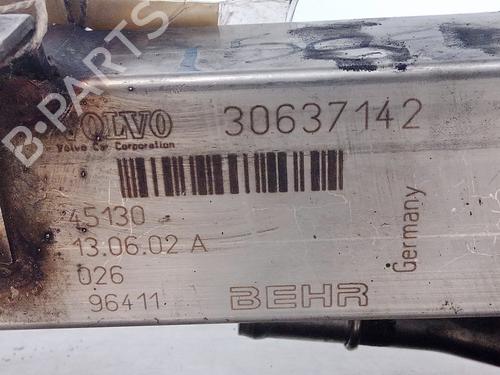 B-PARTS
VOLVO 30637142
Volvo Car Corporation
45130
13.06.02 A
026
96411 BEHR
Germany